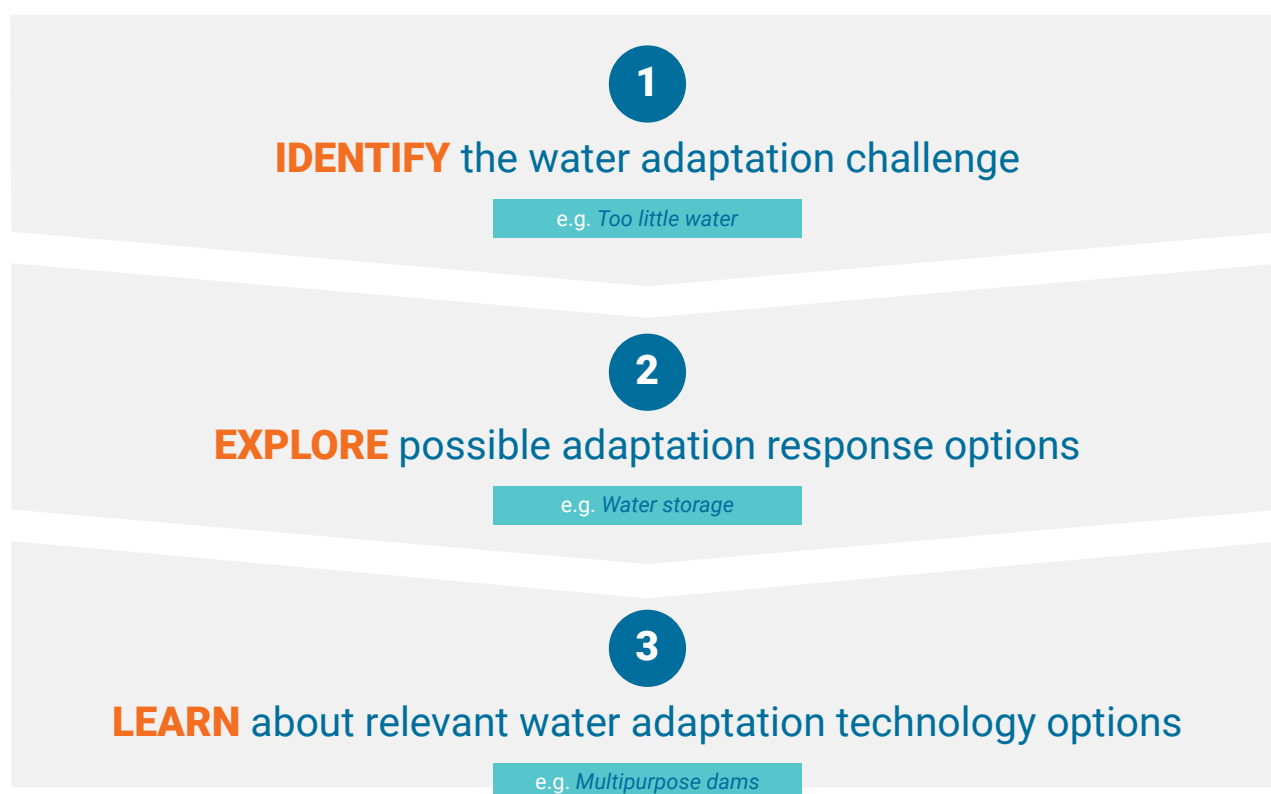 1
IDENTIFY the water adaptation challenge
e.g. Too little water
2
EXPLORE possible adaptation response options
e.g. Water storage
3
LEARN about relevant water adaptation technology options
e.g. Multipurpose dams